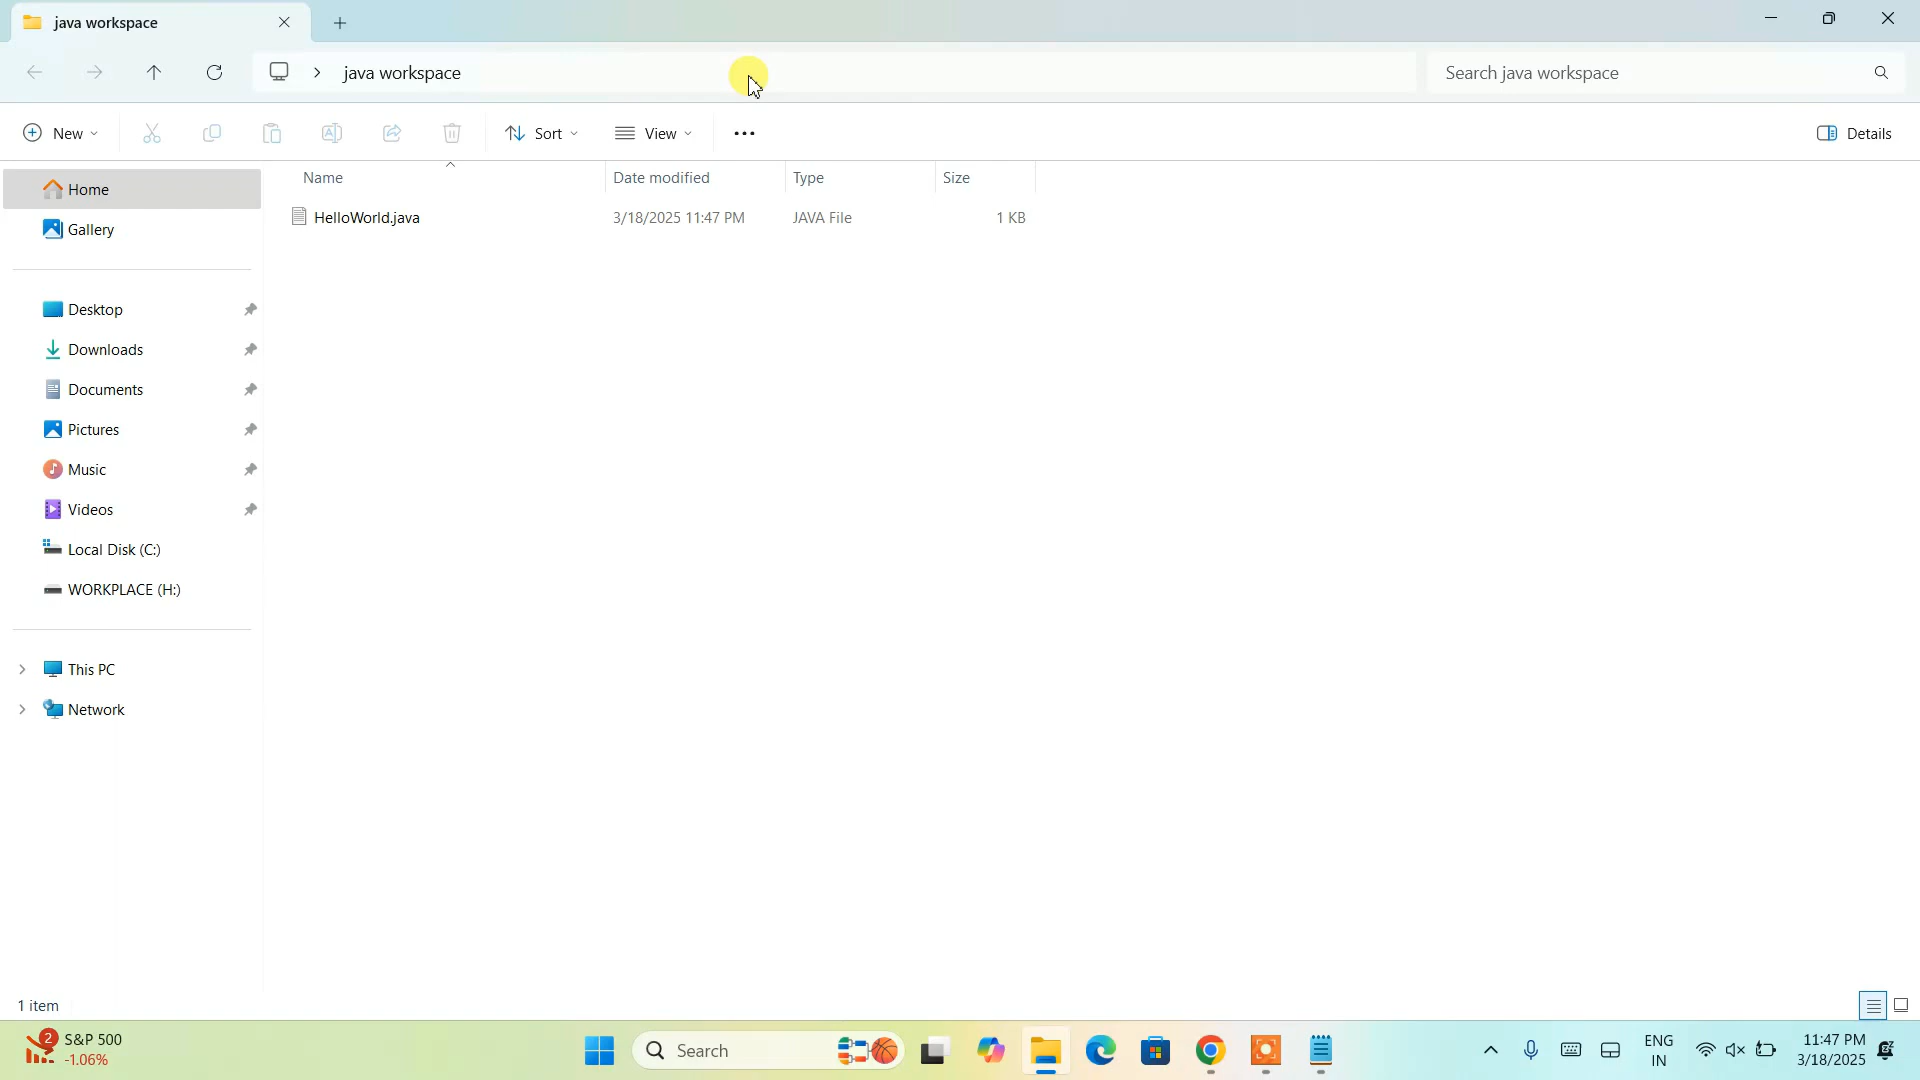 java workspace
java workspace
Search java workspace
New
Sort
View
Details
Name Date modified Type Size
HelloWorld.java 3/18/2025 11:47 PM JAVA File 1 KB
Home
Gallery
Desktop
Downloads
Documents
Pictures
Music
Videos
Local Disk (C:)
WORKPLACE (H:)
This PC
Network
1 item
2
S&P 500
-1.06%
Search
ENG
IN
11:47 PM
3/18/2025